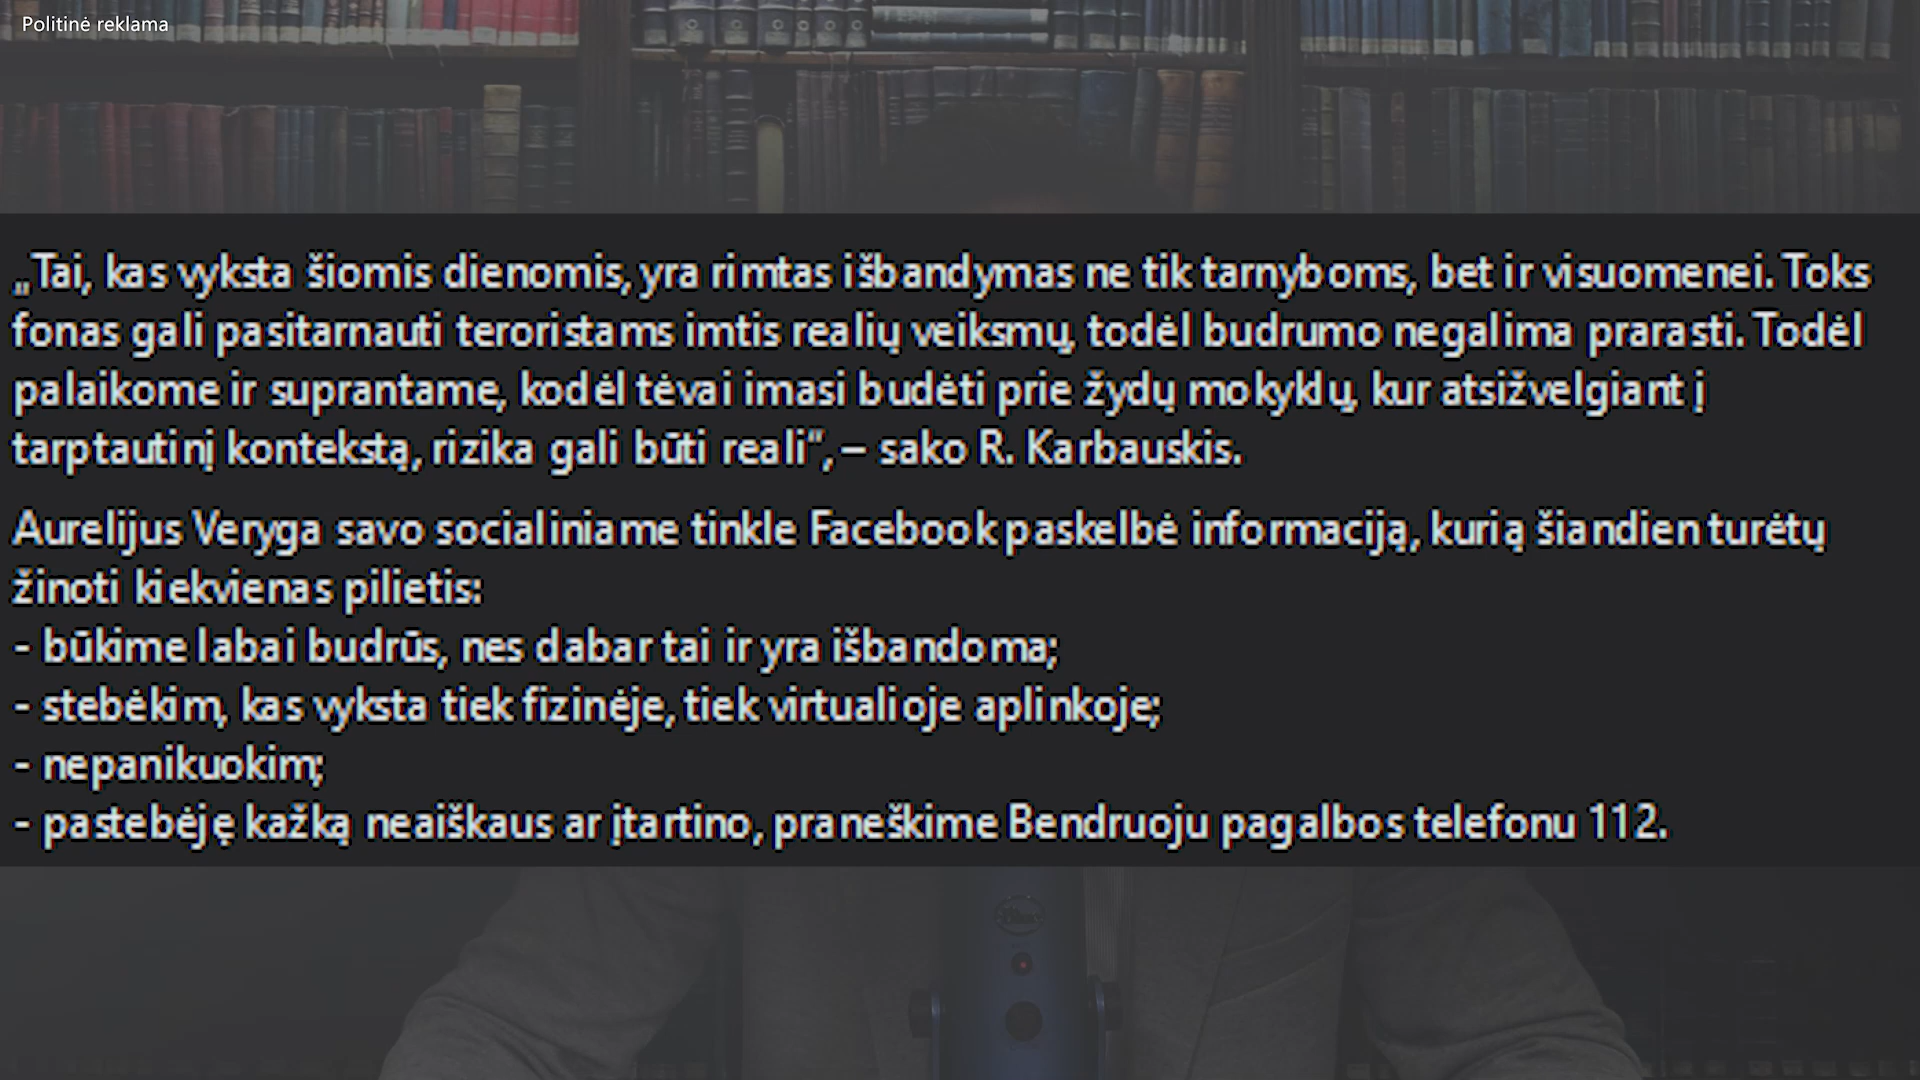 Politinė reklama
„Tai, kas vyksta šiomis dienomis, yra rimtas išbandymas ne tik tarnyboms, bet ir visuomenei. Toks
fonas gali pasitarnauti teroristams imtis realių veiksmų, todėl budrumo negalima prarasti. Todėl
palaikome ir suprantame, kodėl tėvai imasi budėti prie žydų mokyklų, kur atsižvelgiant į
tarptautinį kontekstą, rizika gali būti reali“, – sako R. Karbauskis.
Aurelijus Veryga savo socialiniame tinkle Facebook paskelbė informaciją, kurią šiandien turėtų
žinoti kiekvienas pilietis:
- būkime labai budrūs, nes dabar tai ir yra išbandoma;
- stebėkim, kas vyksta tiek fizinėje, tiek virtualioje aplinkoje;
- nepanikuokim;
- pastebėję kažką neaiškaus ar įtartino, praneškime Bendruoju pagalbos telefonu 112.